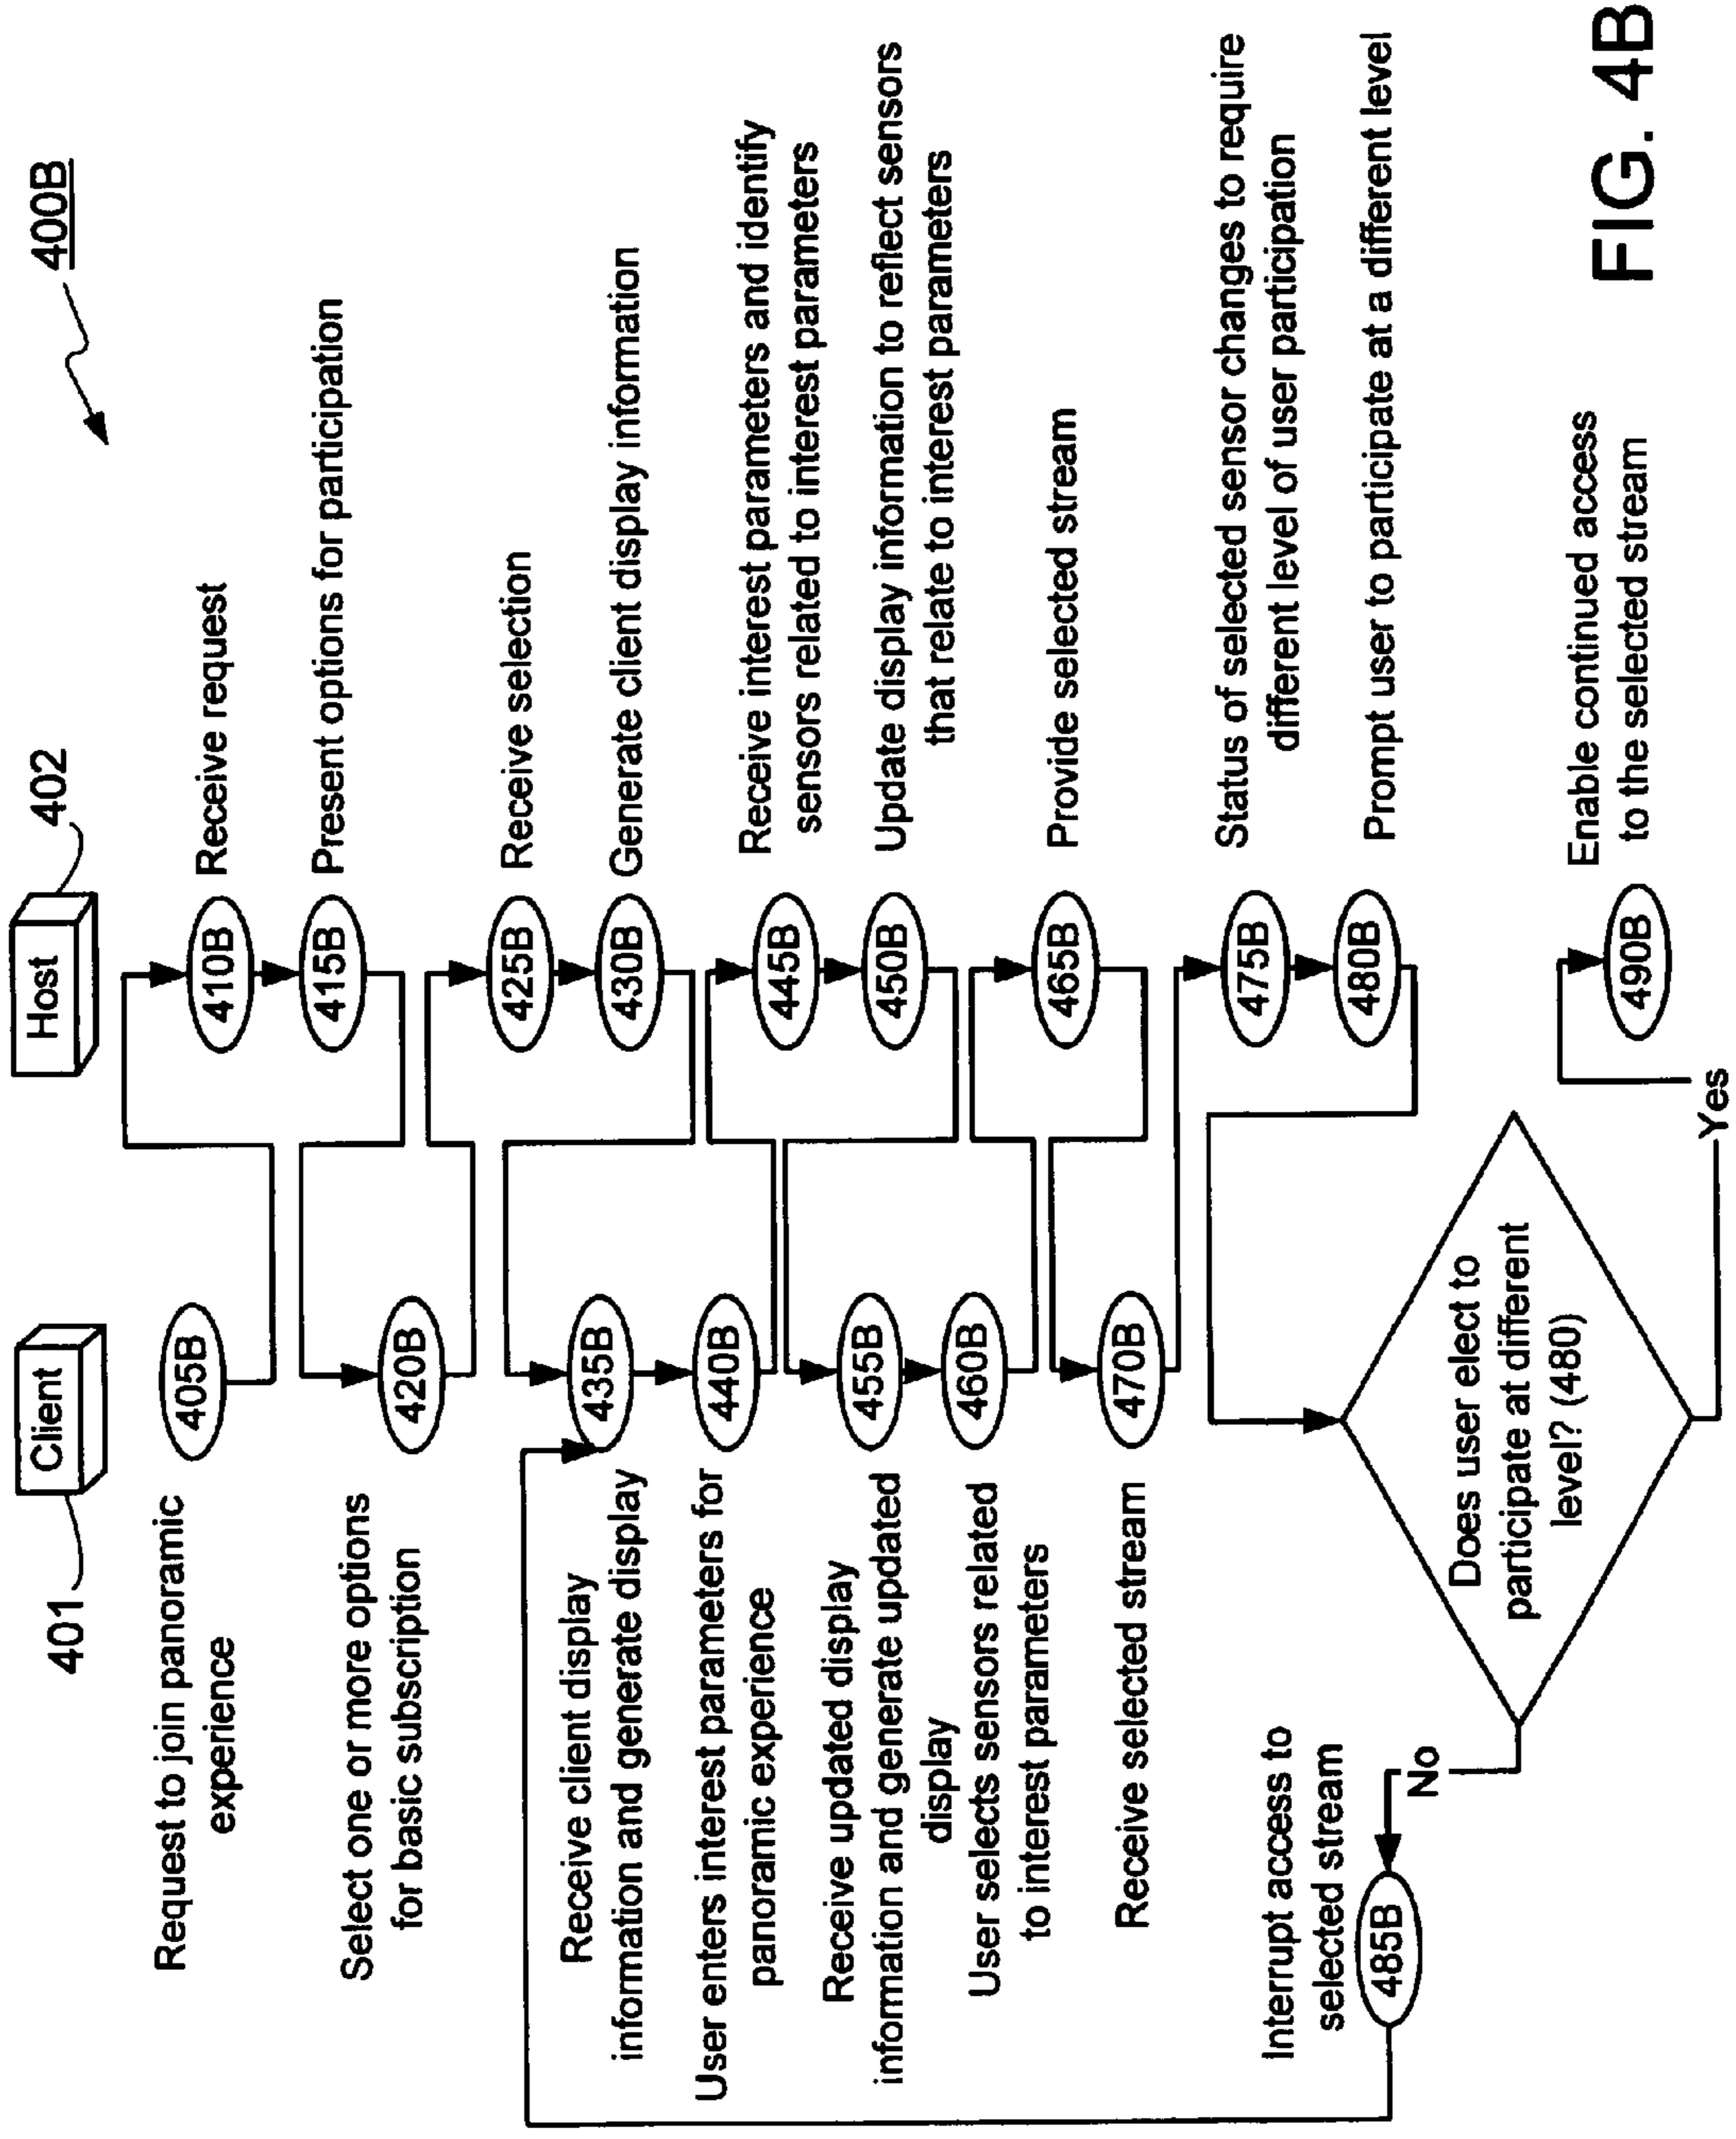 400B
Client
401
Host
402
Request to join panoramic
experience
405B
410B
Receive request
415B
Present options for participation
Select one or more options
for basic subscription
420B
425B
Receive selection
430B
Generate client display information
Receive client display
information and generate display
435B
User enters interest parameters for
panoramic experience
440B
445B
Receive interest parameters and identify
sensors related to interest parameters
450B
Update display information to reflect sensors
that relate to interest parameters
Receive updated display
information and generate updated
display
455B
User selects sensors related
to interest parameters
460B
465B
Provide selected stream
Receive selected stream
470B
475B
Status of selected sensor changes to require
different level of user participation
480B
Prompt user to participate at a different level
Interrupt access to
selected stream
485B
No
Does user elect to
participate at different
level? (480)
Yes
490B
Enable continued access
to the selected stream
FIG. 4B